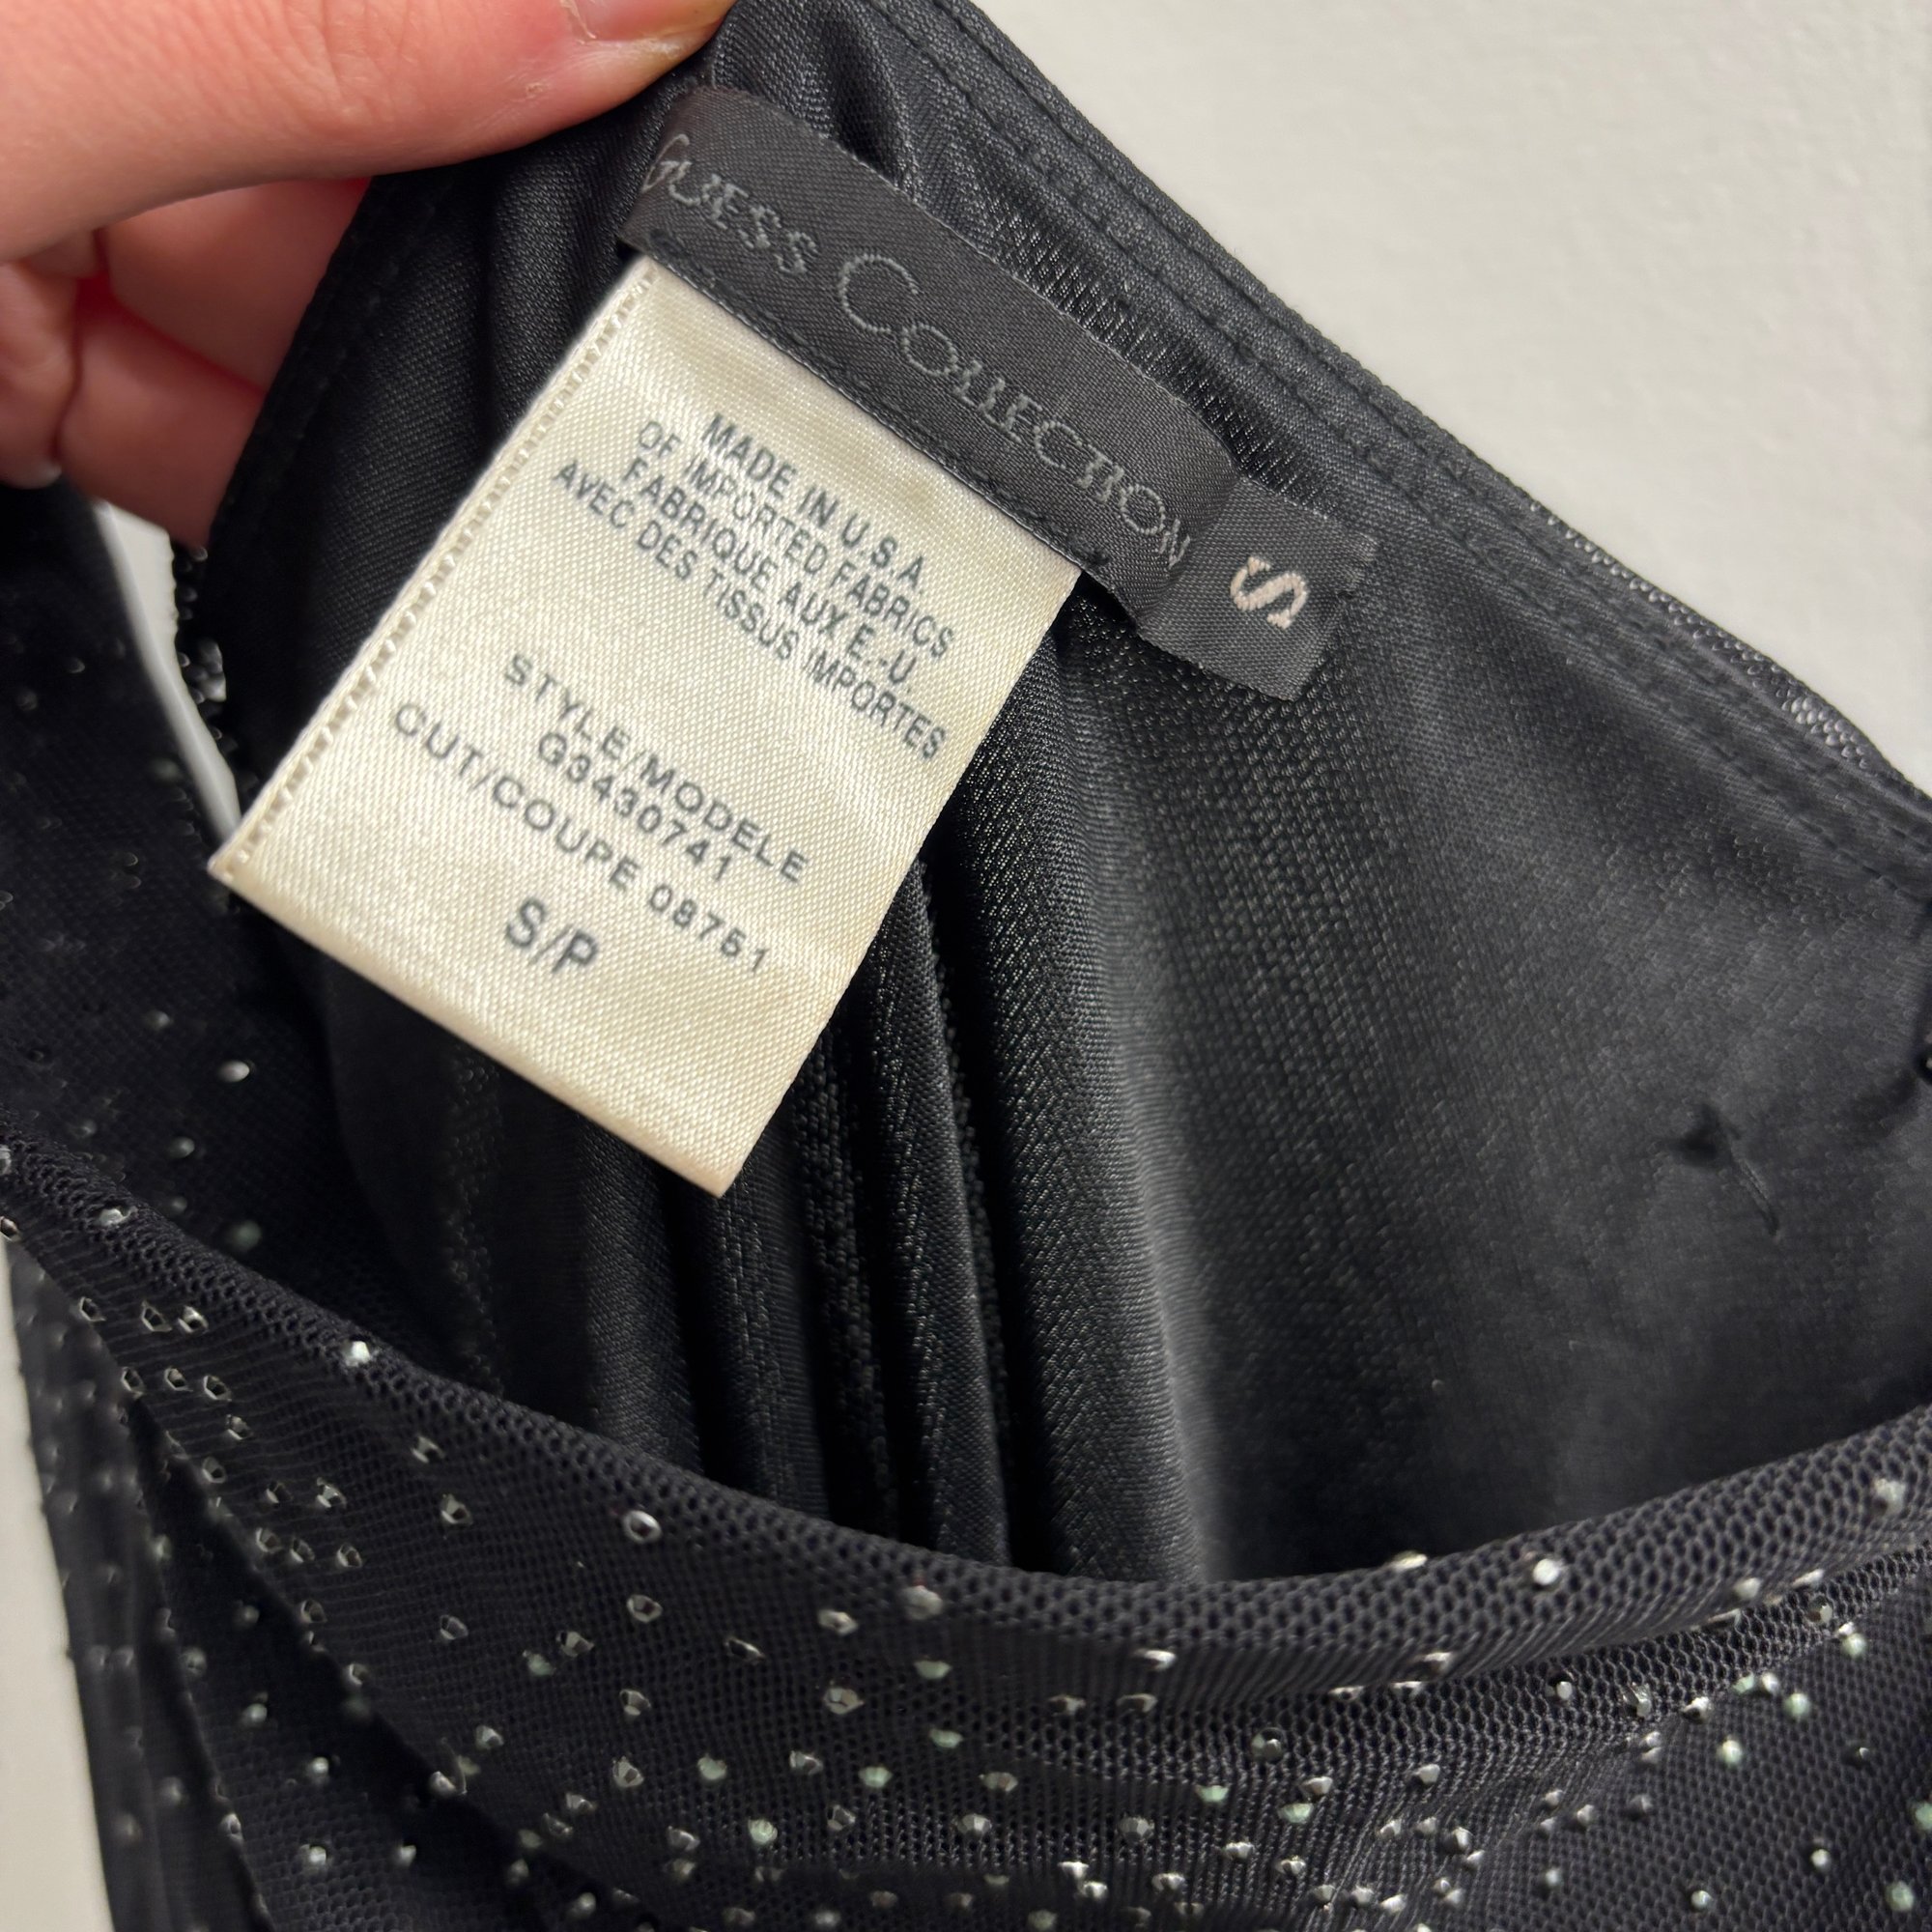 GUESS COLLECTION
S
MADE IN U.S.A
OF IMPORTED FABRICS
FABRIQUE AUX E.-U.
AVEC DES TISSUS IMPORTES
STYLE/MODELE
G3430741
CUT/COUPE 08751
S/P